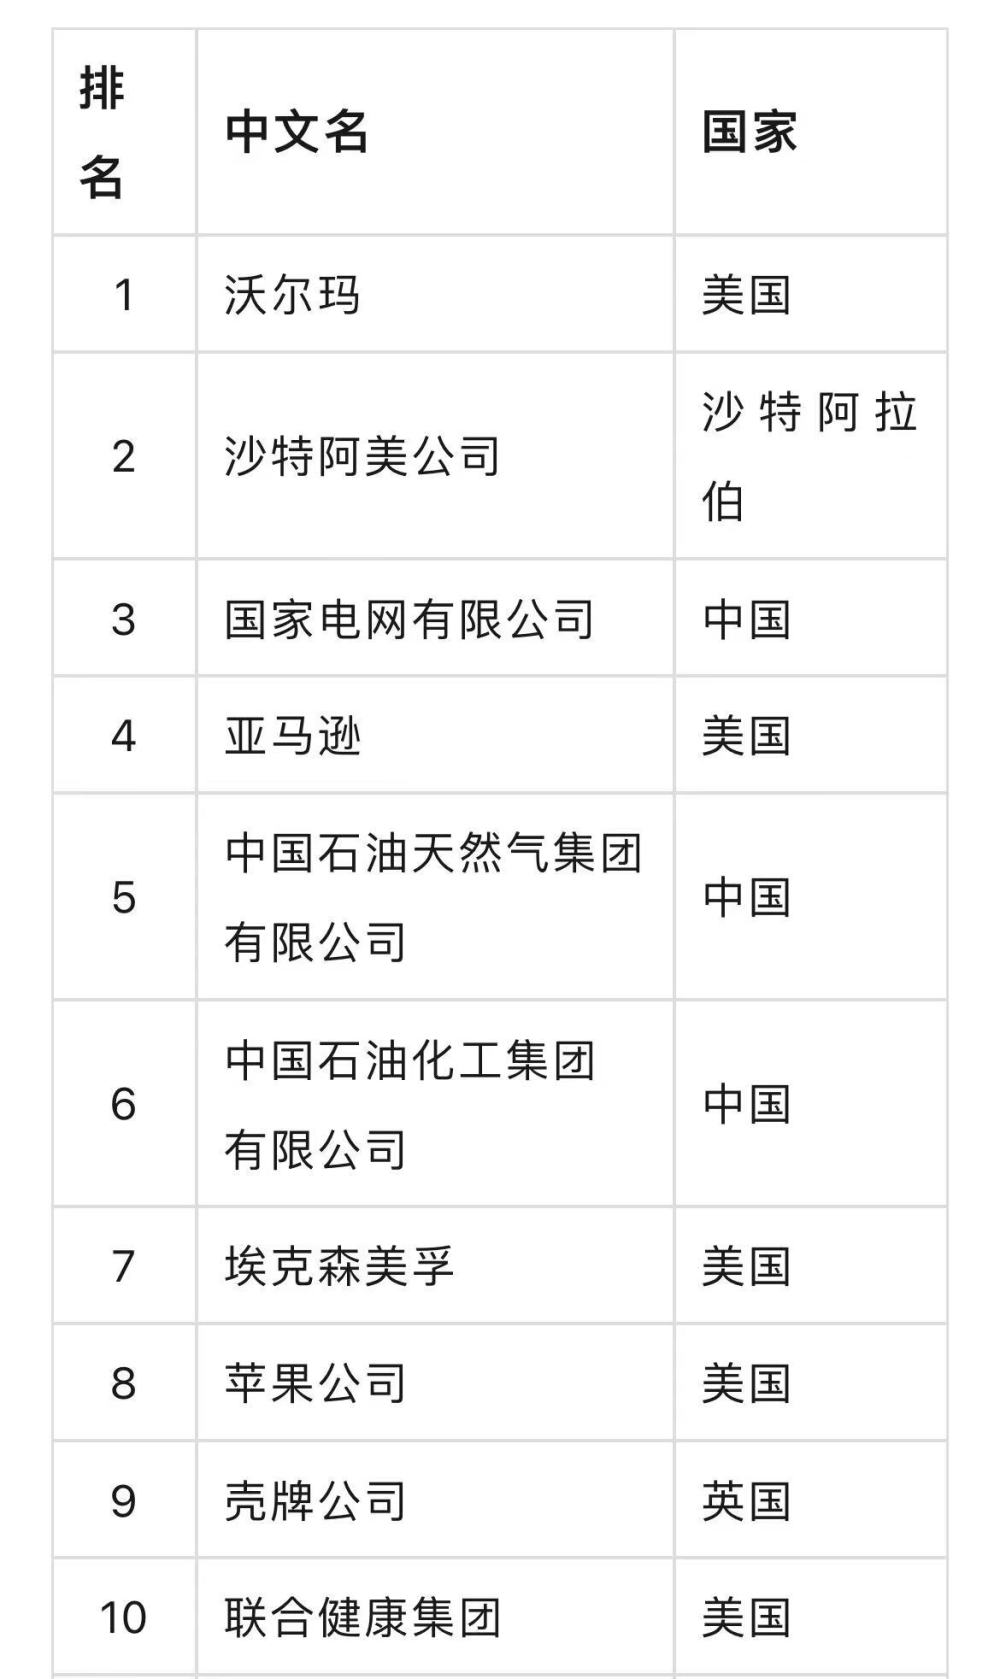 排
名
中文名
国家
1
沃尔玛
美国
2
沙特阿美公司
沙特阿拉
伯
3
国家电网有限公司
中国
4
亚马逊
美国
5
中国石油天然气集团
有限公司
中国
6
中国石油化工集团
有限公司
中国
7
埃克森美孚
美国
8
苹果公司
美国
9
壳牌公司
英国
10
联合健康集团
美国